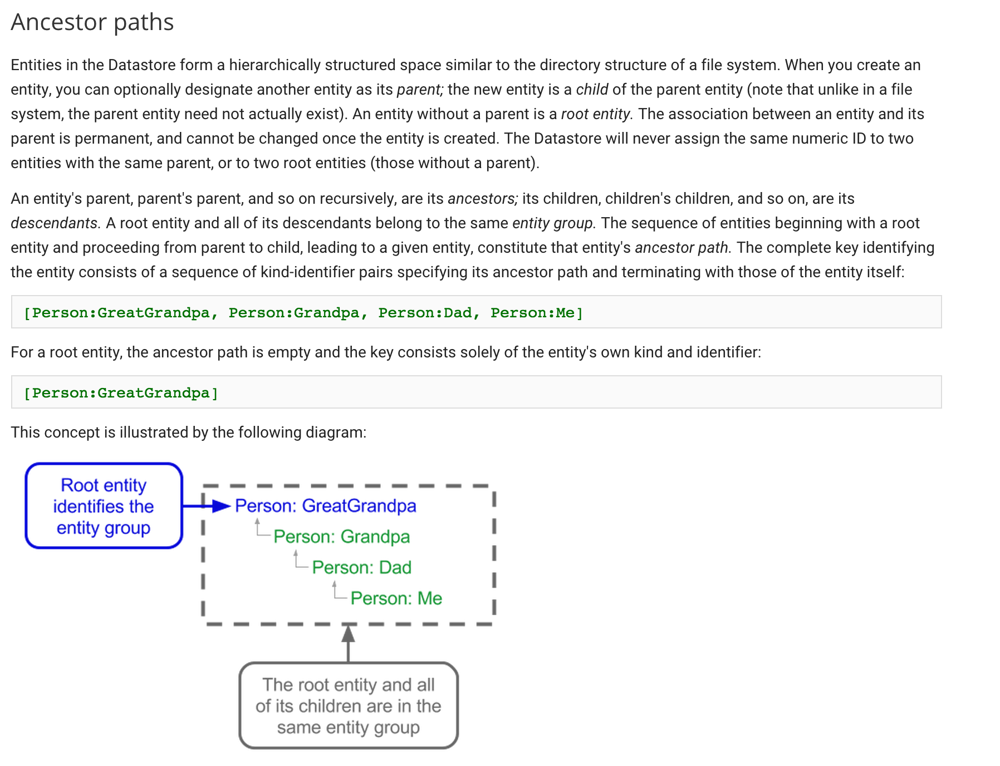 Ancestor paths
Entities in the Datastore form a hierarchically structured space similar to the directory structure of a file system. When you create an
entity, you can optionally designate another entity as its parent; the new entity is a child of the parent entity (note that unlike in a file
system, the parent entity need not actually exist). An entity without a parent is a root entity. The association between an entity and its
parent is permanent, and cannot be changed once the entity is created. The Datastore will never assign the same numeric ID to two
entities with the same parent, or to two root entities (those without a parent).
An entity's parent, parent's parent, and so on recursively, are its ancestors; its children, children's children, and so on, are its
descendants. A root entity and all of its descendants belong to the same entity group. The sequence of entities beginning with a root
entity and proceeding from parent to child, leading to a given entity, constitute that entity's ancestor path. The complete key identifying
the entity consists of a sequence of kind-identifier pairs specifying its ancestor path and terminating with those of the entity itself:
[Person:GreatGrandpa, Person:Grandpa, Person:Dad, Person:Me]
For a root entity, the ancestor path is empty and the key consists solely of the entity's own kind and identifier:
[Person:GreatGrandpa]
This concept is illustrated by the following diagram:
Root entity
identifies the
entity group
Person: GreatGrandpa
Person: Grandpa
Person: Dad
Person: Me
The root entity and all
of its children are in the
same entity group